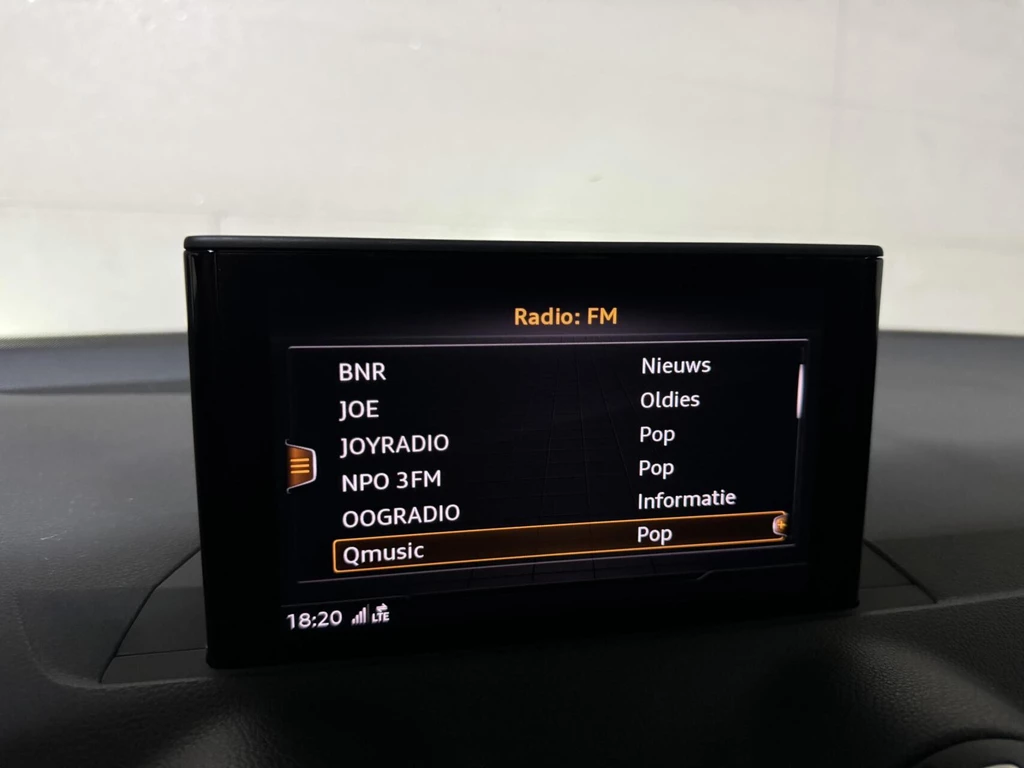 Radio: FM
BNR Nieuws
JOE Oldies
JOYRADIO Pop
NPO 3FM Pop
OOGRADIO Informatie
Qmusic Pop
18:20 LTE